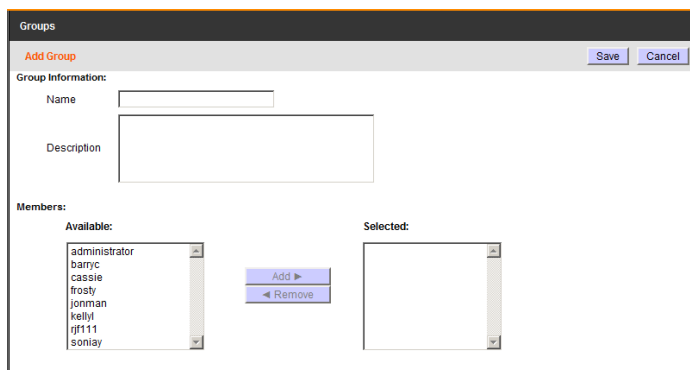 Groups
Add Group
Save
Cancel
Group Information:
Name
Description
Members:
Available:
Selected:
administrator
barryc
cassie
frosty
jonman
kellyl
rjf111
soniay
Add ►
◄ Remove